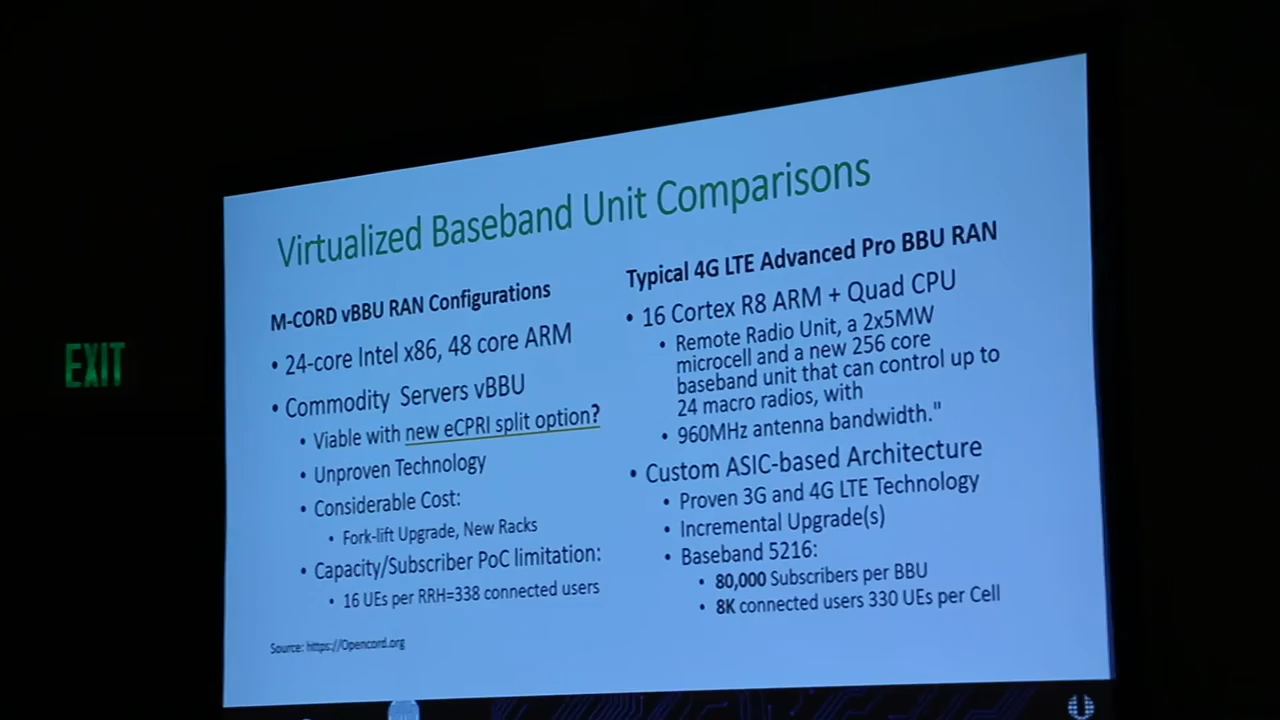 EXIT
Virtualized Baseband Unit Comparisons
M-CORD vBBU RAN Configurations
• 24-core Intel x86, 48 core ARM
• Commodity Servers vBBU
• Viable with new eCPRI split option?
• Unproven Technology
• Considerable Cost:
• Fork-lift Upgrade, New Racks
• Capacity/Subscriber PoC limitation:
• 16 UEs per RRH=338 connected users
Source: https://Opencord.org
Typical 4G LTE Advanced Pro BBU RAN
• 16 Cortex R8 ARM + Quad CPU
• Remote Radio Unit, a 2x5MW
microcell and a new 256 core
baseband unit that can control up to
24 macro radios, with
• 960MHz antenna bandwidth."
• Custom ASIC-based Architecture
• Proven 3G and 4G LTE Technology
• Incremental Upgrade(s)
• Baseband 5216:
• 80,000 Subscribers per BBU
• 8K connected users 330 UEs per Cell